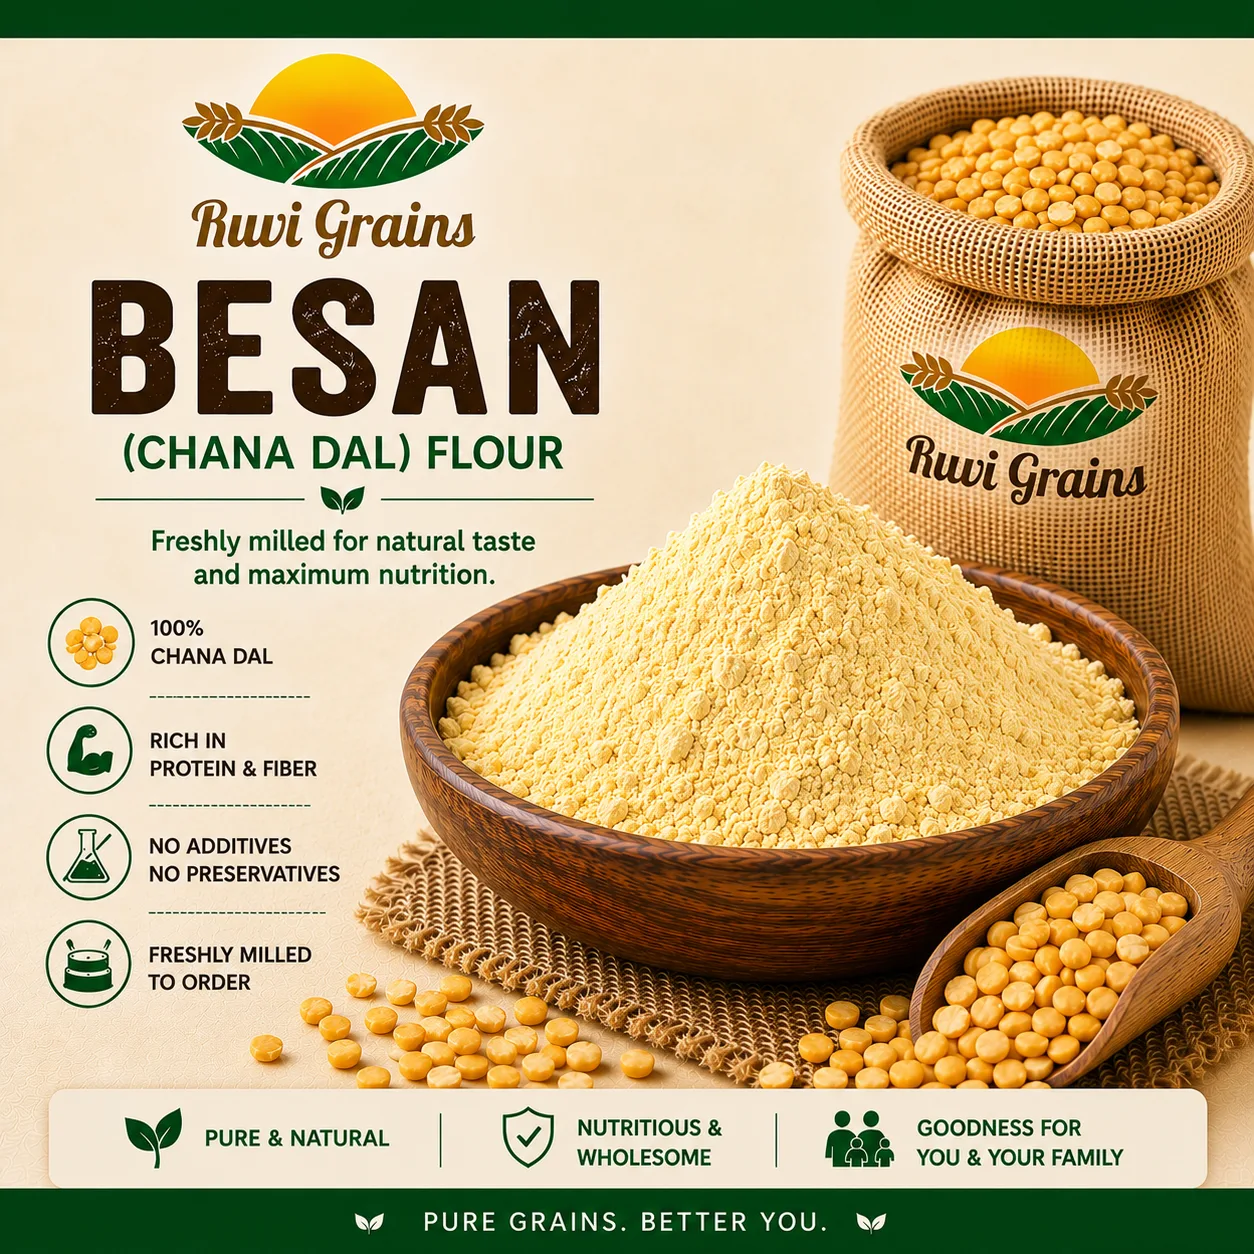 Ruvi Grains
BESAN
(CHANA DAL) FLOUR
Freshly milled for natural taste
and maximum nutrition.
100%
CHANA DAL
RICH IN
PROTEIN & FIBER
NO ADDITIVES
NO PRESERVATIVES
FRESHLY MILLED
TO ORDER
Ruvi Grains
PURE & NATURAL
NUTRITIOUS &
WHOLESOME
GOODNESS FOR
YOU & YOUR FAMILY
PURE GRAINS. BETTER YOU.